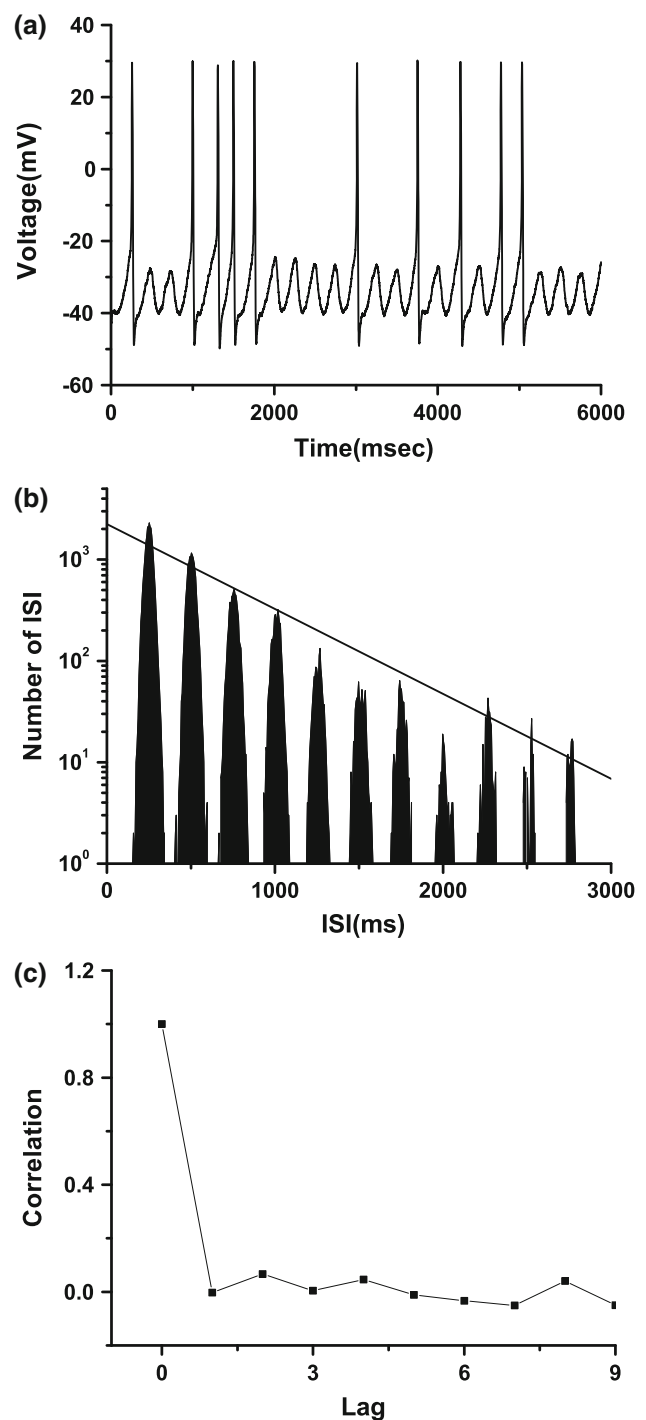 (a)
40
20
0
-20
-40
-60
Voltage(mV)
0 2000 4000 6000
Time(msec)
(b)
10³
10²
10¹
10⁰
Number of ISI
0 1000 2000 3000
ISI(ms)
(c)
1.2
0.8
0.4
0.0
Correlation
0 3 6 9
Lag